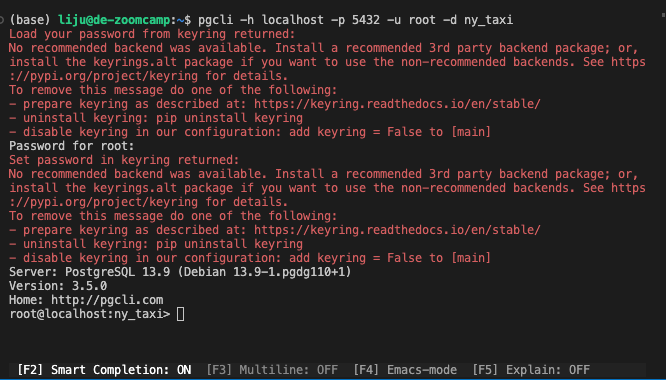 (base) liju@de-zoomcamp:~$ pgcli -h localhost -p 5432 -u root -d ny_taxi
Load your password from keyring returned:
No recommended backend was available. Install a recommended 3rd party backend package; or,
install the keyrings.alt package if you want to use the non-recommended backends. See https
://pypi.org/project/keyring for details.
To remove this message do one of the following:
- prepare keyring as described at: https://keyring.readthedocs.io/en/stable/
- uninstall keyring: pip uninstall keyring
- disable keyring in our configuration: add keyring = False to [main]
Password for root:
Set password in keyring returned:
No recommended backend was available. Install a recommended 3rd party backend package; or,
install the keyrings.alt package if you want to use the non-recommended backends. See https
://pypi.org/project/keyring for details.
To remove this message do one of the following:
- prepare keyring as described at: https://keyring.readthedocs.io/en/stable/
- uninstall keyring: pip uninstall keyring
- disable keyring in our configuration: add keyring = False to [main]
Server: PostgreSQL 13.9 (Debian 13.9-1.pgdg110+1)
Version: 3.5.0
Home: http://pgcli.com
root@localhost:ny_taxi>
[F2] Smart Completion: ON  [F3] Multiline: OFF  [F4] Emacs-mode  [F5] Explain: OFF